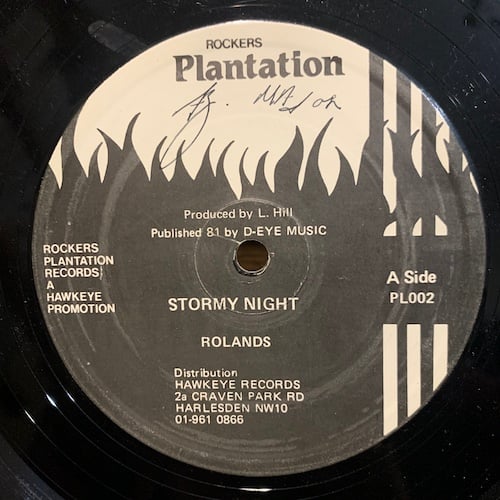 ROCKERS
Plantation
Major
Produced by L. Hill
Published 81 by D-EYE MUSIC
ROCKERS
PLANTATION
RECORDS
A
HAWKEYE
PROMOTION
A Side
PL002
STORMY NIGHT
ROLANDS
Distribution
HAWKEYE RECORDS
2a CRAVEN PARK RD
HARLESDEN NW10
01-961 0866